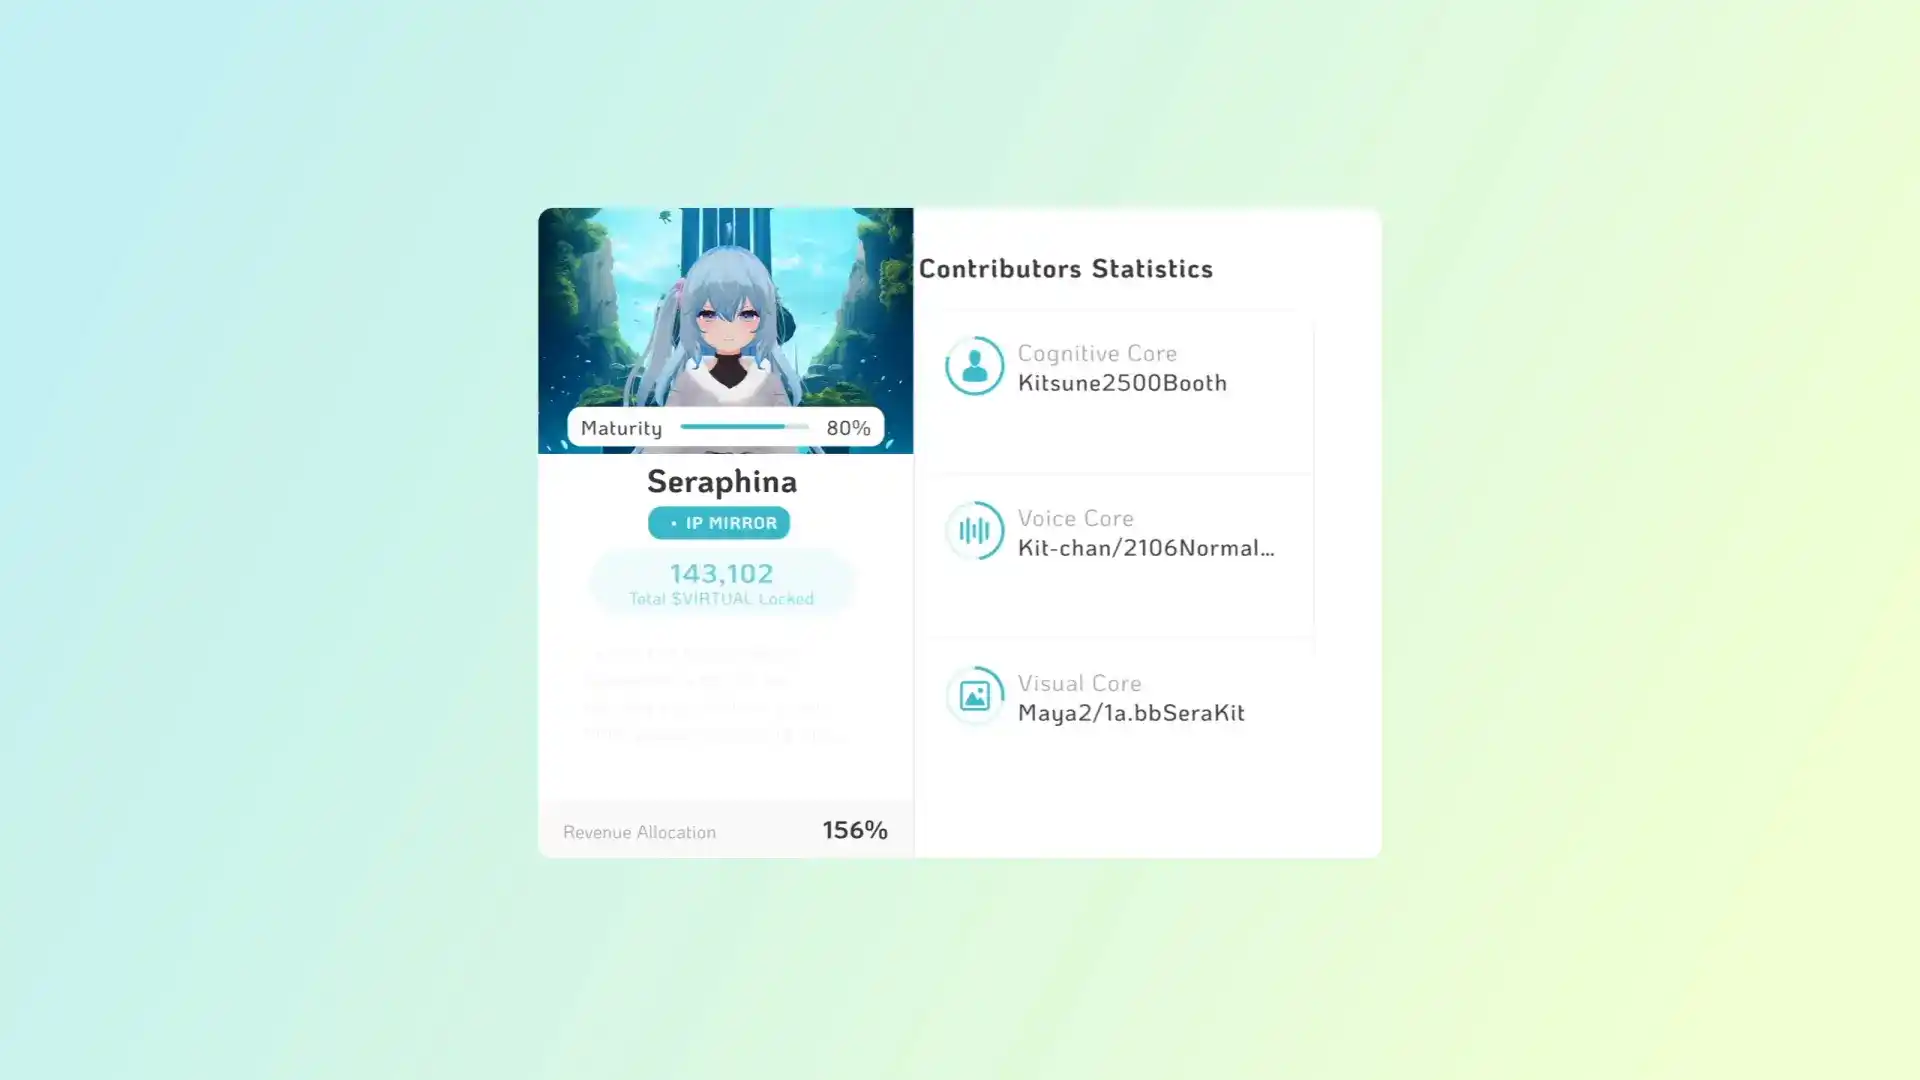 Maturity 80%
Seraphina
• IP MIRROR
143,102
Total $VIRTUAL Locked
Revenue Allocation 156%
Contributors Statistics
Cognitive Core
Kitsune2500Booth
Voice Core
Kit-chan/2106Normal...
Visual Core
Maya2/1a.bbSeraKit